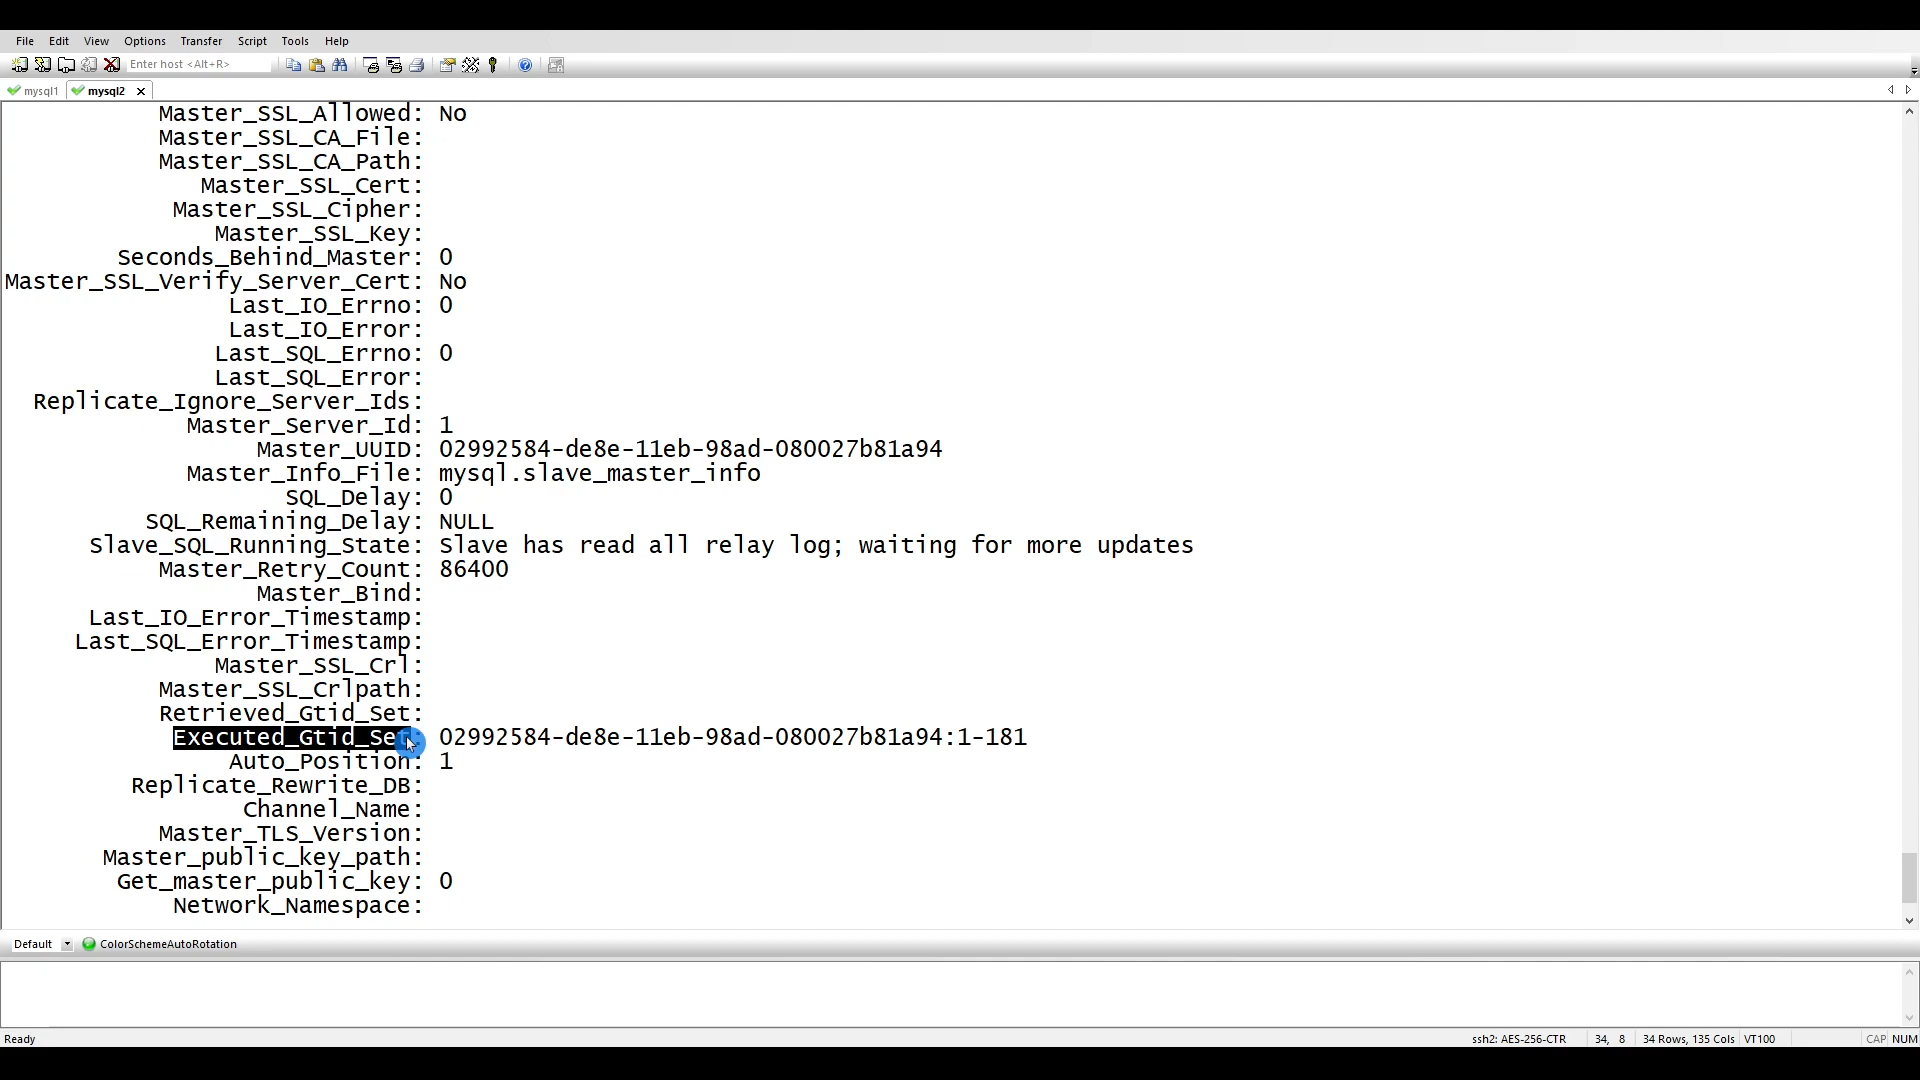 File Edit View Options Transfer Script Tools Help
Enter host <Alt+R>
mysql1 mysql2
Master_SSL_Allowed: No
Master_SSL_CA_File:
Master_SSL_CA_Path:
Master_SSL_Cert:
Master_SSL_Cipher:
Master_SSL_Key:
Seconds_Behind_Master: 0
Master_SSL_Verify_Server_Cert: No
Last_IO_Errno: 0
Last_IO_Error:
Last_SQL_Errno: 0
Last_SQL_Error:
Replicate_Ignore_Server_Ids:
Master_Server_Id: 1
Master_UUID: 02992584-de8e-11eb-98ad-080027b81a94
Master_Info_File: mysql.slave_master_info
SQL_Delay: 0
SQL_Remaining_Delay: NULL
Slave_SQL_Running_State: Slave has read all relay log; waiting for more updates
Master_Retry_Count: 86400
Master_Bind:
Last_IO_Error_Timestamp:
Last_SQL_Error_Timestamp:
Master_SSL_Crl:
Master_SSL_Crlpath:
Retrieved_Gtid_Set:
Executed_Gtid_Set: 02992584-de8e-11eb-98ad-080027b81a94:1-181
Auto_Position: 1
Replicate_Rewrite_DB:
Channel_Name:
Master_TLS_Version:
Master_public_key_path:
Get_master_public_key: 0
Network_Namespace:
Default ColorSchemeAutoRotation
Ready ssh2: AES-256-CTR 34, 8 34 Rows, 135 Cols VT100 CAP NUM